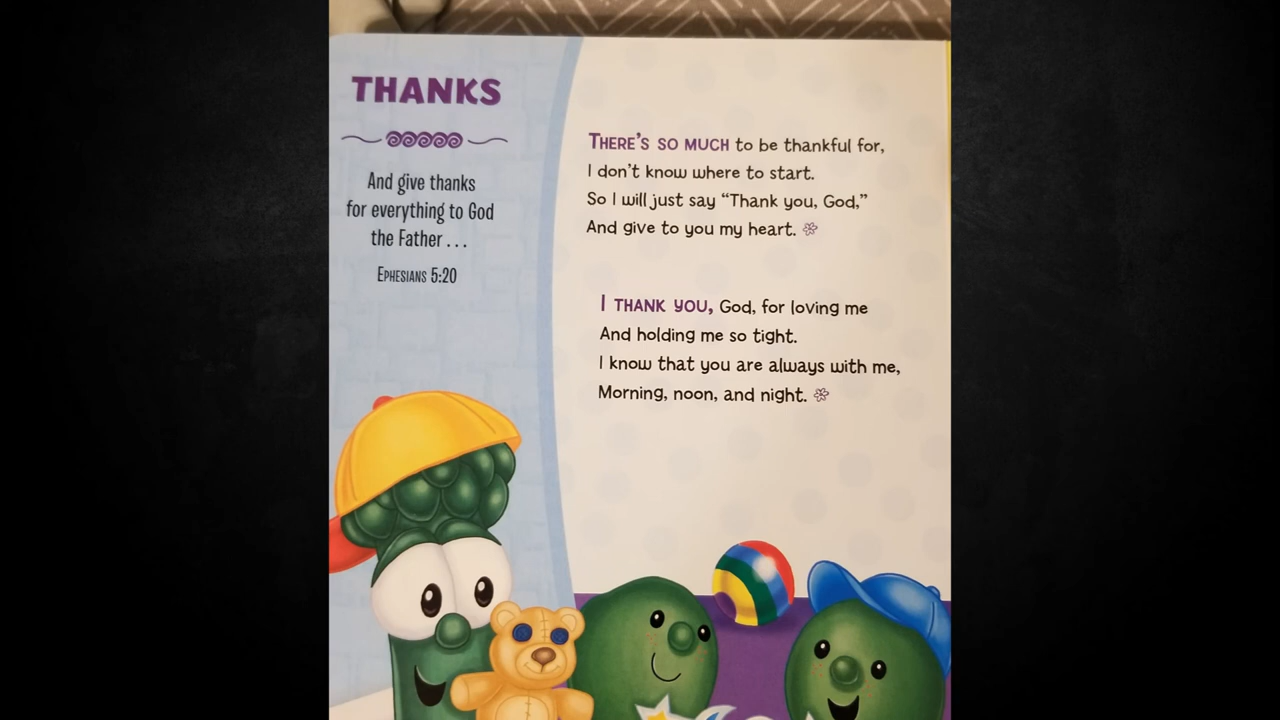 THANKS
And give thanks
for everything to God
the Father . . .
EPHESIANS 5:20
THERE'S SO MUCH to be thankful for,
I don't know where to start.
So I will just say “Thank you, God,”
And give to you my heart.
I THANK YOU, God, for loving me
And holding me so tight.
I know that you are always with me,
Morning, noon, and night.